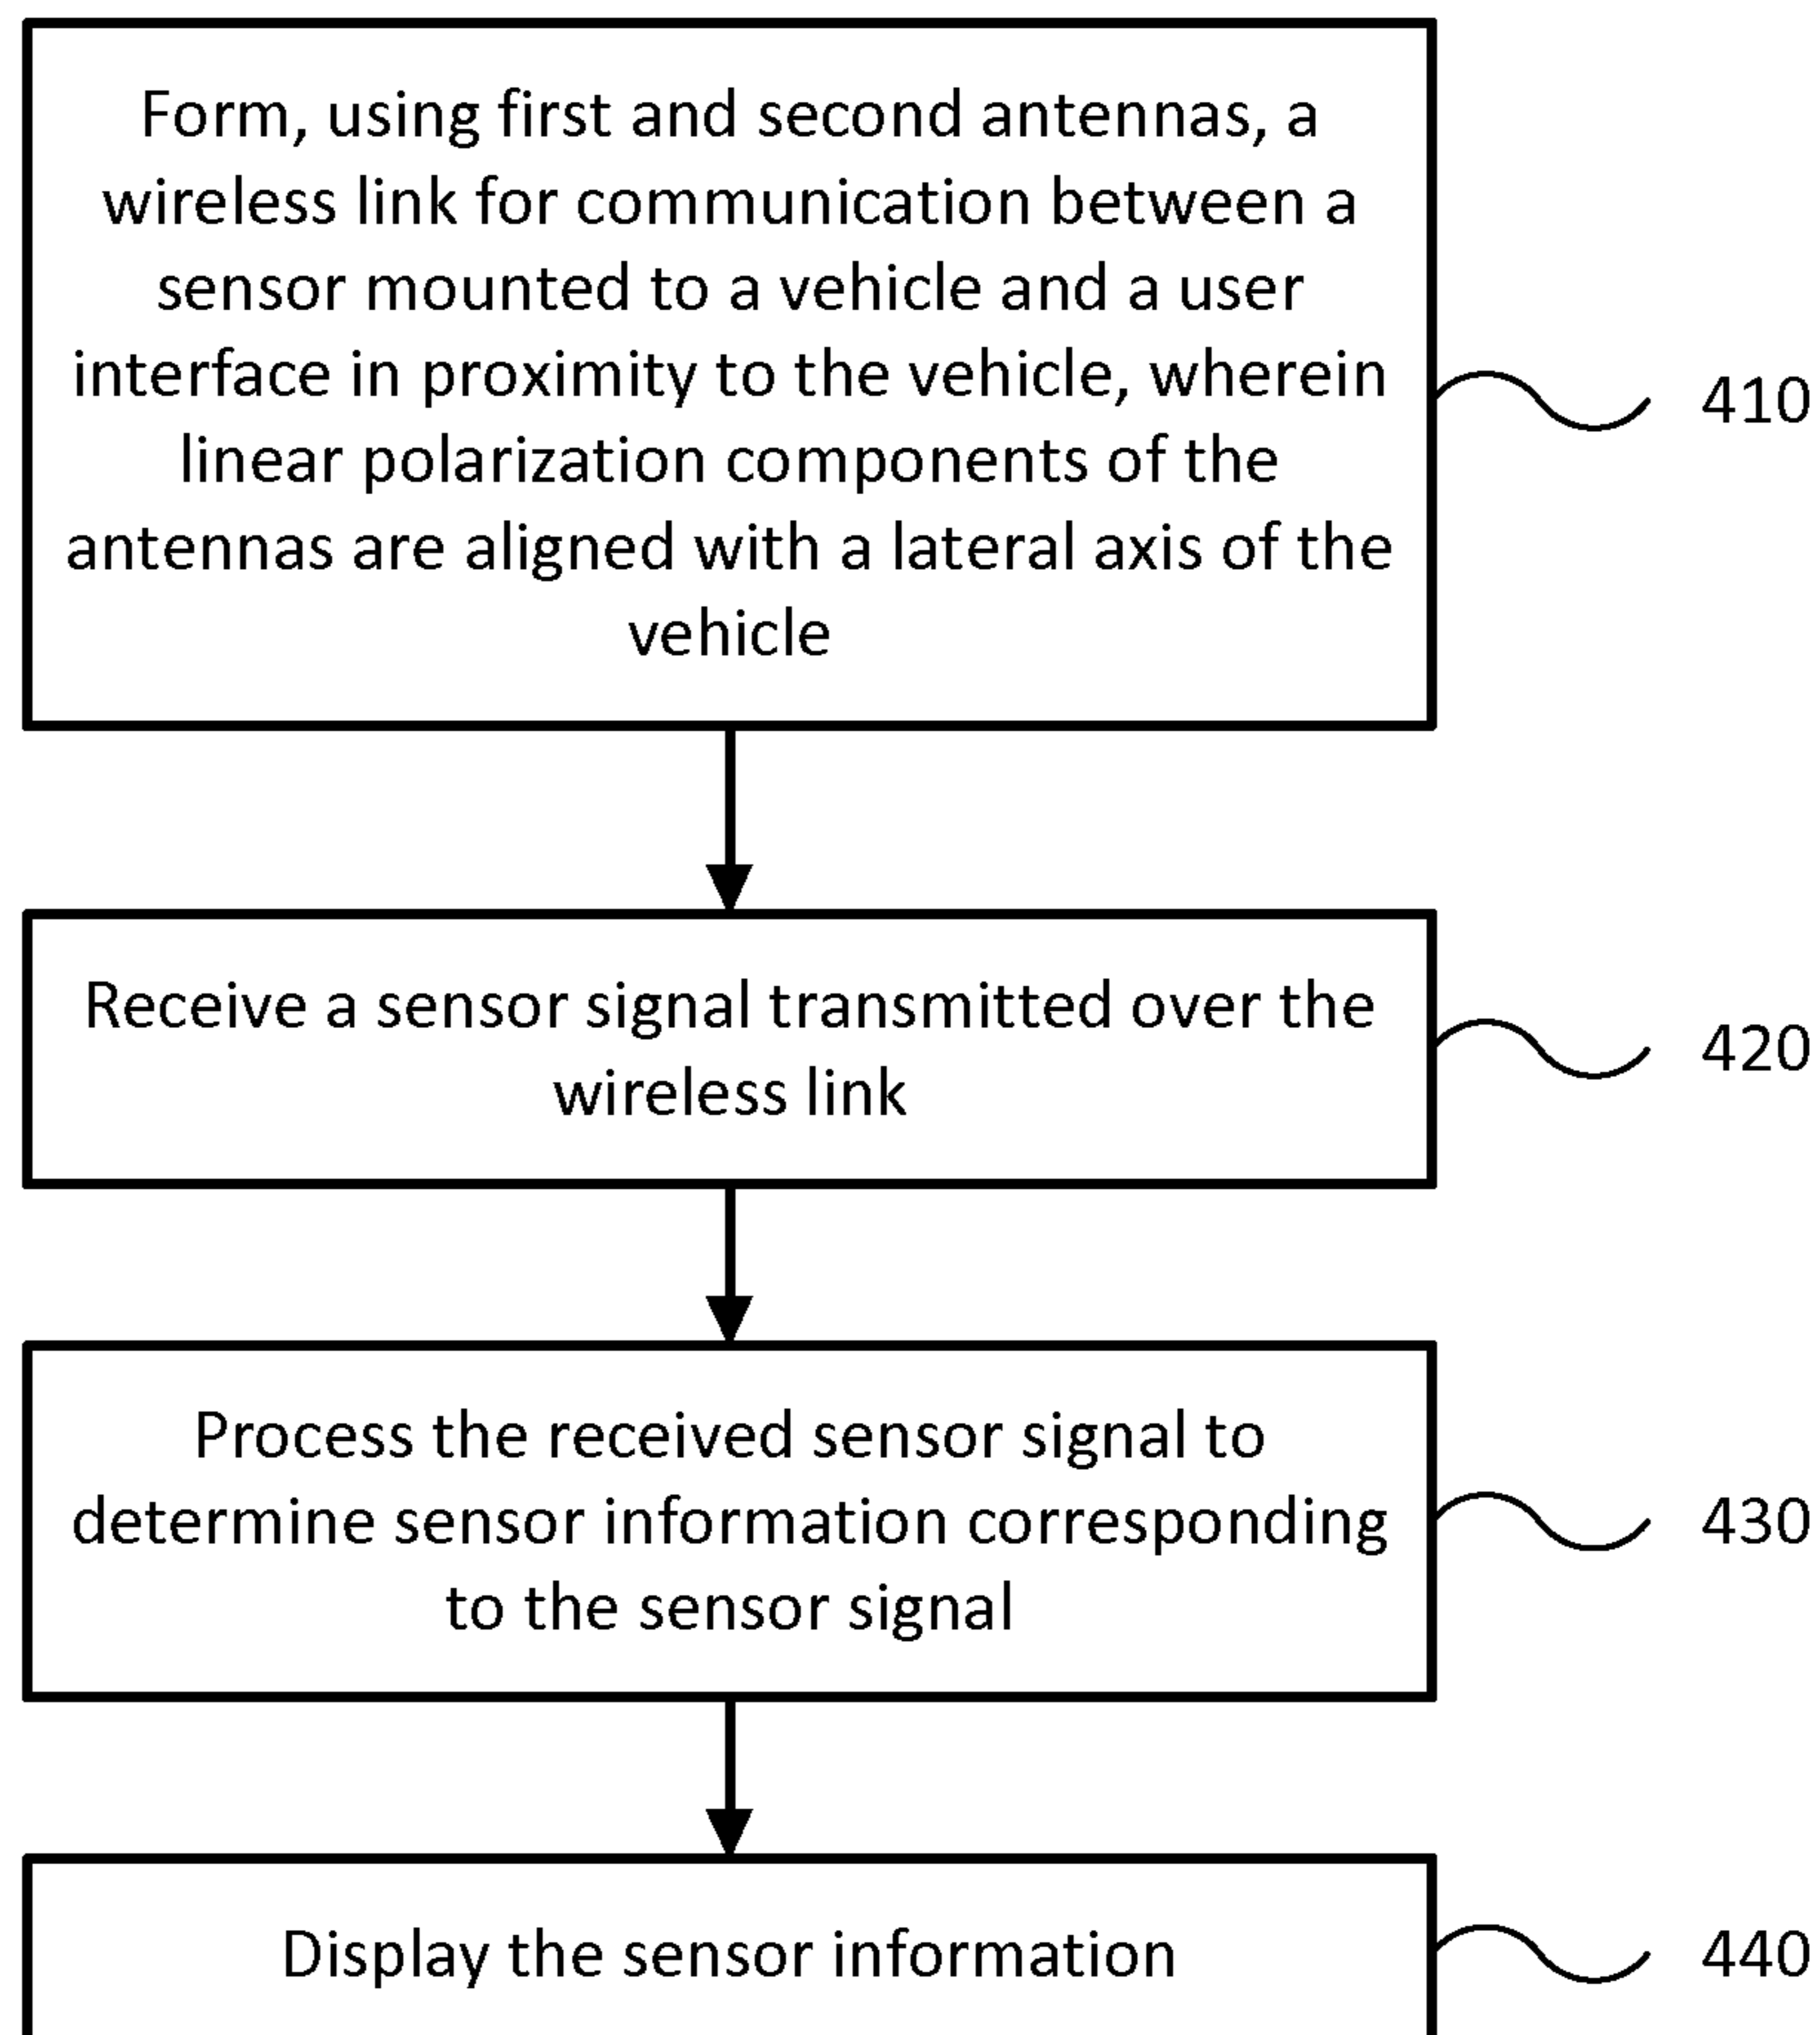 Form, using first and second antennas, a
wireless link for communication between a
sensor mounted to a vehicle and a user
interface in proximity to the vehicle, wherein
linear polarization components of the
antennas are aligned with a lateral axis of the
vehicle
410
Receive a sensor signal transmitted over the
wireless link
420
Process the received sensor signal to
determine sensor information corresponding
to the sensor signal
430
Display the sensor information
440